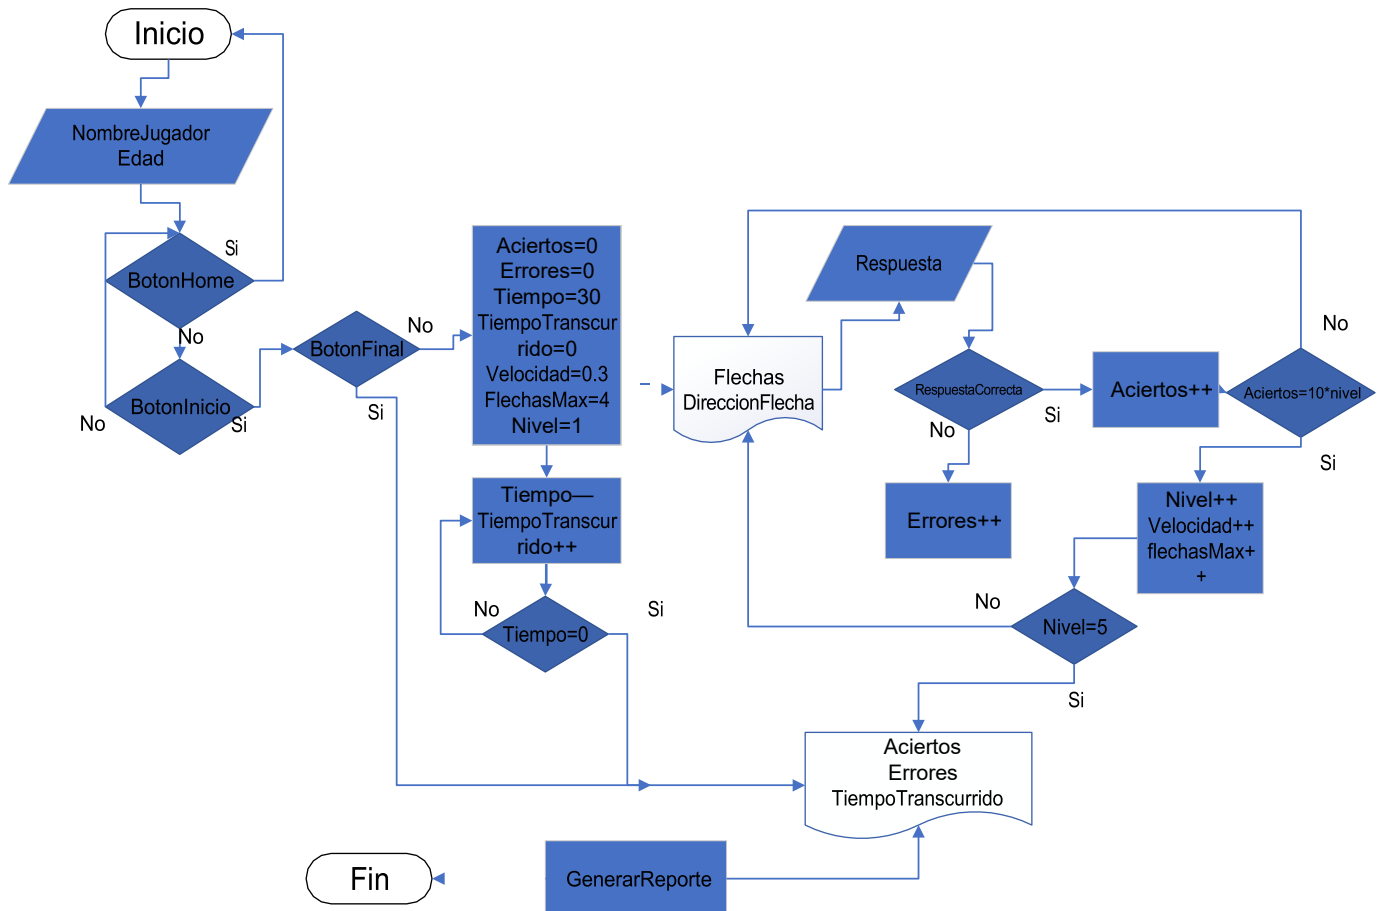 Inicio
NombreJugador
Edad
Si
BotonHome
No
BotonInicio
No
Si
BotonFinal
No
Si
Aciertos=0
Errores=0
Tiempo=30
TiempoTranscur
rido=0
Velocidad=0.3
FlechasMax=4
Nivel=1
Tiempo—
TiempoTranscur
rido++
No
Si
Tiempo=0
Flechas
DireccionFlecha
Respuesta
RespuestaCorrecta
Si
No
Errores++
Aciertos++
No
Aciertos=10*nivel
Si
Nivel++
Velocidad++
flechasMax+
+
No
Nivel=5
Si
Aciertos
Errores
TiempoTranscurrido
GenerarReporte
Fin